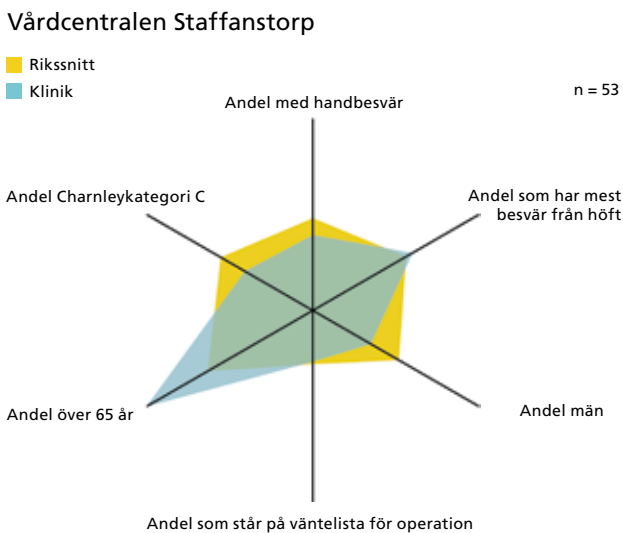 Vårdcentralen Staffanstorp
Rikssnitt
Klinik
n = 53
Andel med handbesvär
Andel Charnleykategori C
Andel som har mest
besvär från höft
Andel över 65 år
Andel män
Andel som står på väntelista för operation